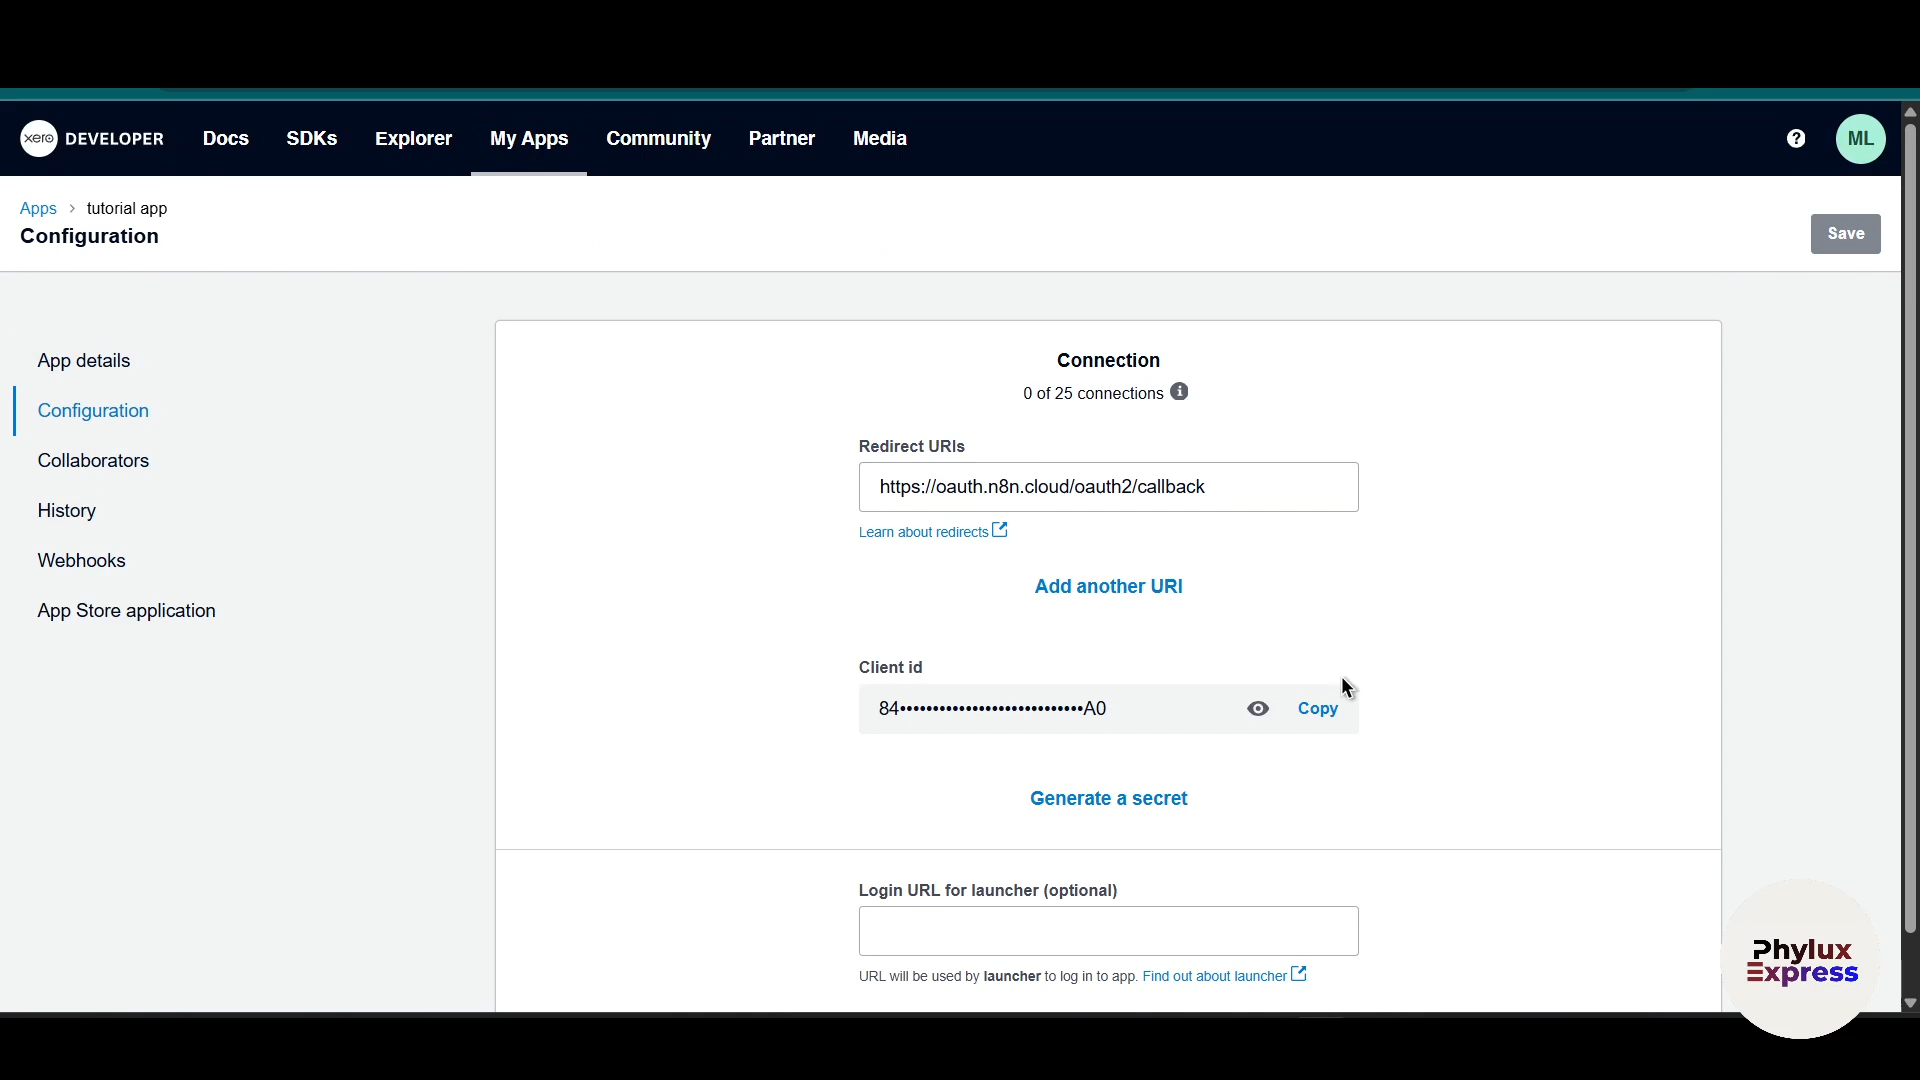 xero DEVELOPER Docs SDKs Explorer My Apps Community Partner Media ? ML
Apps > tutorial app
Configuration
Save
App details
Configuration
Collaborators
History
Webhooks
App Store application
Connection
0 of 25 connections i
Redirect URIs
https://oauth.n8n.cloud/oauth2/callback
Learn about redirects
Add another URI
Client id
84••••••••••••••••••••••••••••A0 Copy
Generate a secret
Login URL for launcher (optional)
URL will be used by launcher to log in to app. Find out about launcher
Phylux
Express